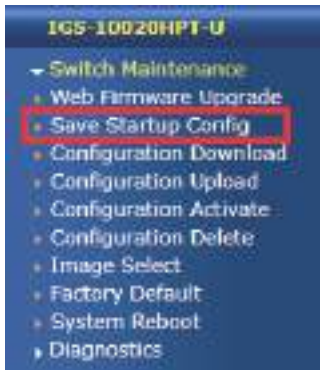 IGS-10020HPT-U
Switch Maintenance
Web Firmware Upgrade
Save Startup Config
Configuration Download
Configuration Upload
Configuration Activate
Configuration Delete
Image Select
Factory Default
System Reboot
Diagnostics